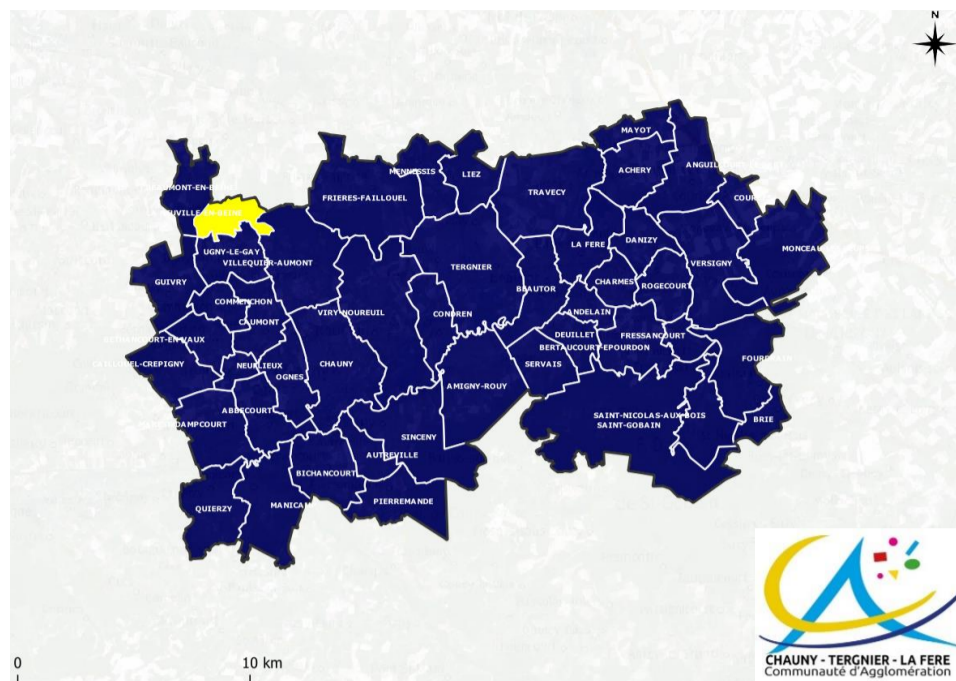 N
MAYOT
MENNESSIS
LIEZ
ACHERY
TRAVECY
FRIERES-FAILLOUEL
LA FERE
DANIZY
UGNY-LE-GAY
VILLEQUIER-AUMONT
TERGNIER
VERSIGNY
MONCEAU
GUIVRY
BEAUTOR
CHARMES
ROGECOURT
COMMENCHON
CAUMONT
VIRY-NOUREUIL
CONDREN
ANDELAIN
DEUILLET
FRESSANCOURT
BERTAUCOURT-EPOURDON
NEUFLIEUX
OGNES
CHAUNY
SERVAIS
AMIGNY-ROUY
ABBECOURT
SAINT-NICOLAS-AUX-BOIS
SAINT-GOBAIN
BRIE
SINCENY
AUTREVILLE
BICHANCOURT
PIERREMANDE
QUIERZY
MANICAM
0 10 km
CHAUNY - TERGNIER - LA FERE
Communauté d'Agglomération